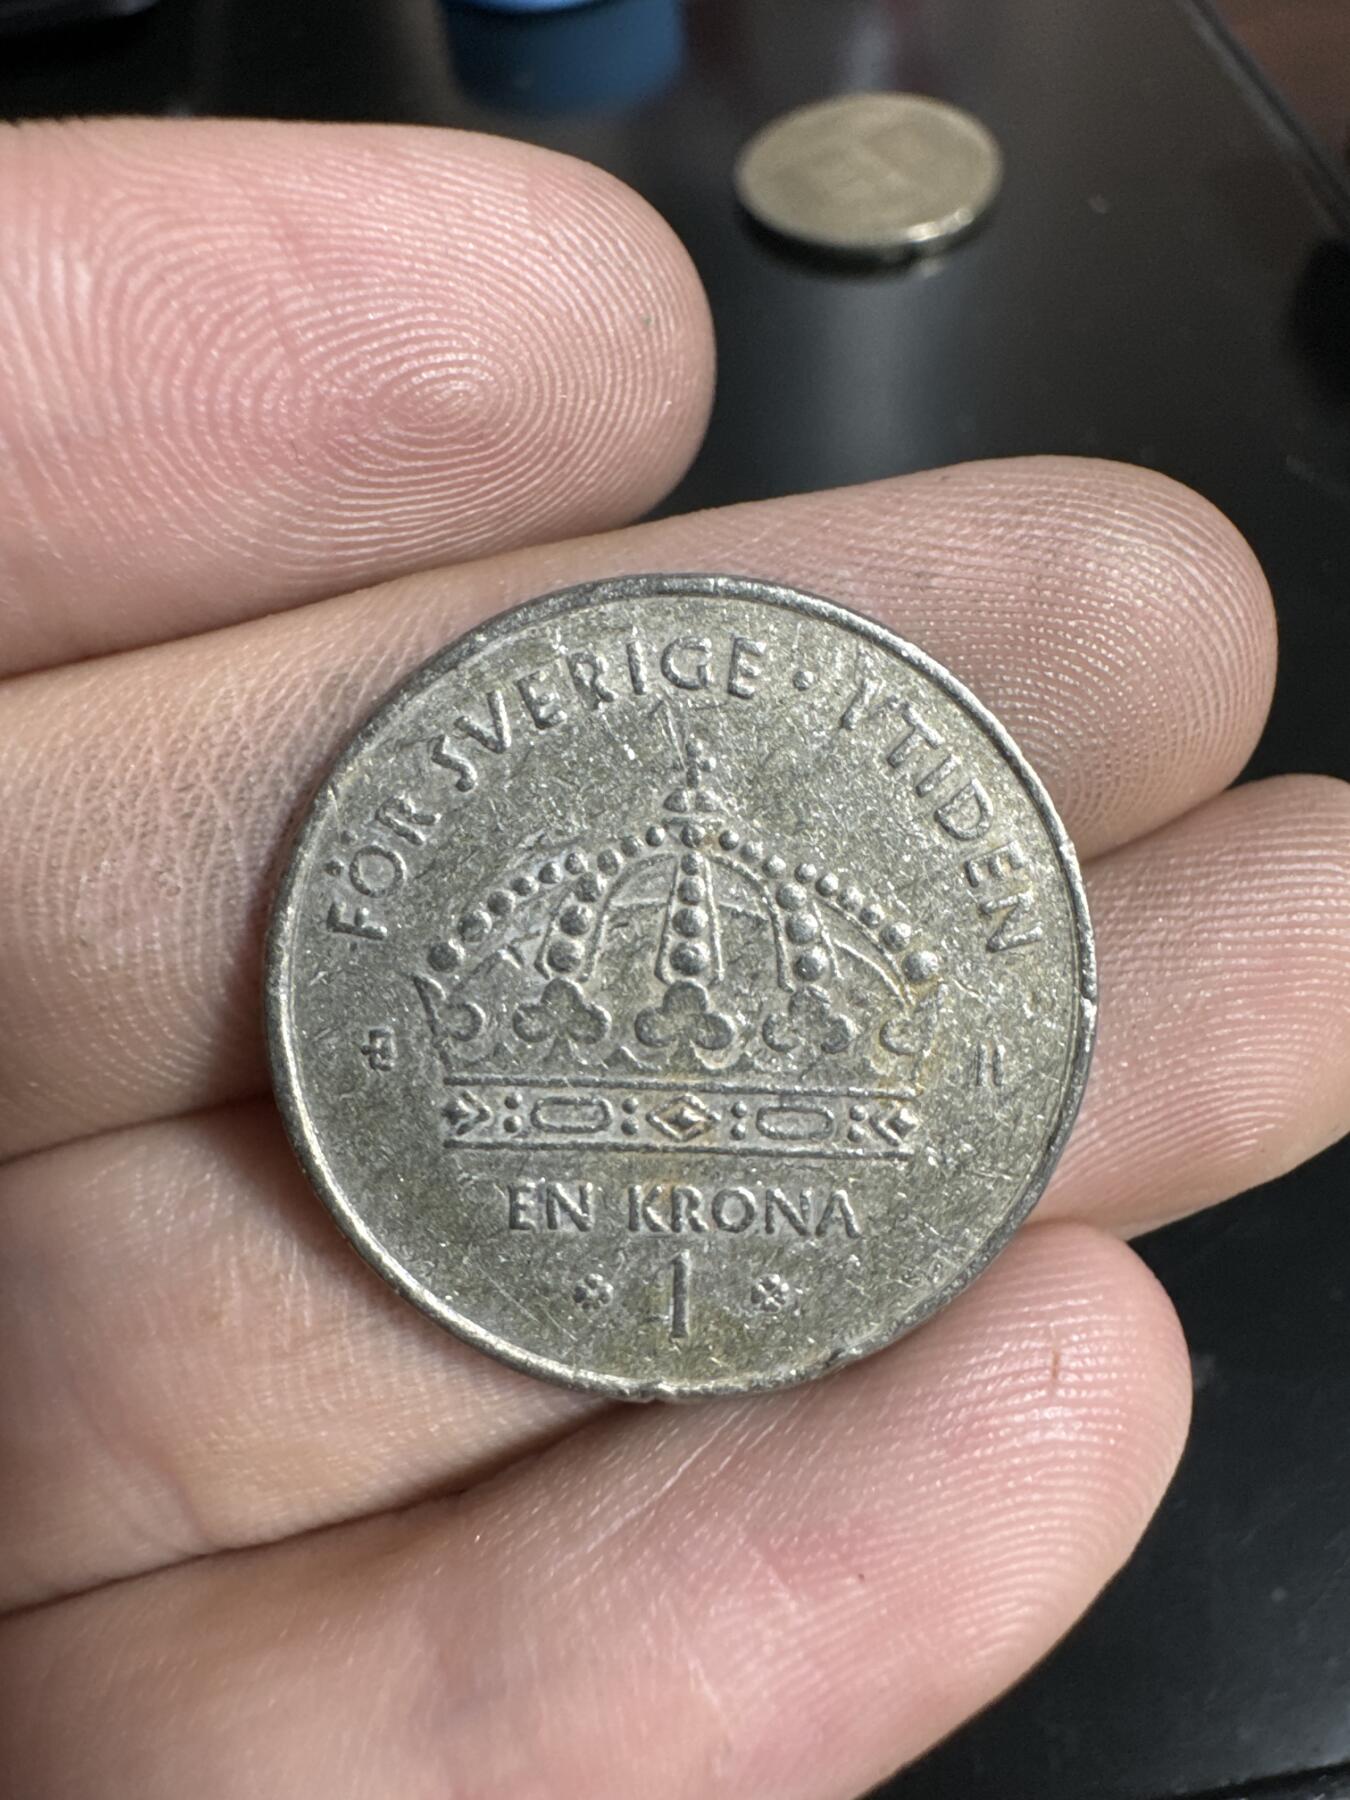 FÖR SVERIGE · I TIDEN
EN KRONA
1